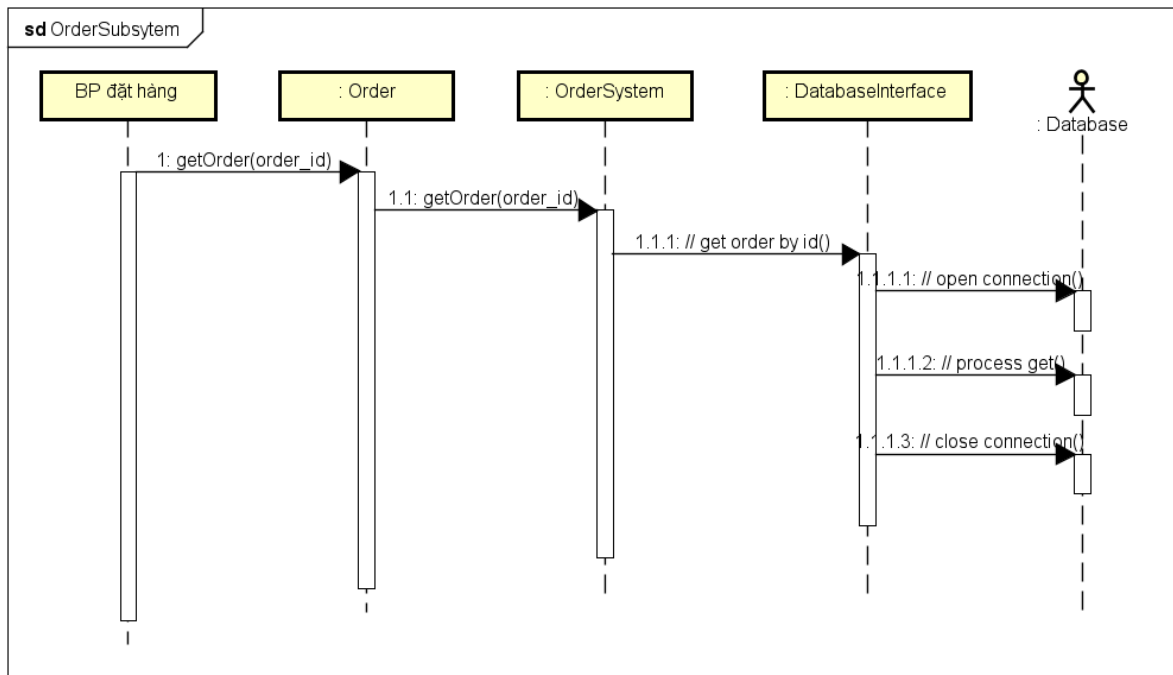 sd OrderSubsytem
BP đặt hàng
: Order
: OrderSystem
: DatabaseInterface
: Database
1: getOrder(order_id)
1.1: getOrder(order_id)
1.1.1: // get order by id()
1.1.1.1: // open connection()
1.1.1.2: // process get()
1.1.1.3: // close connection()